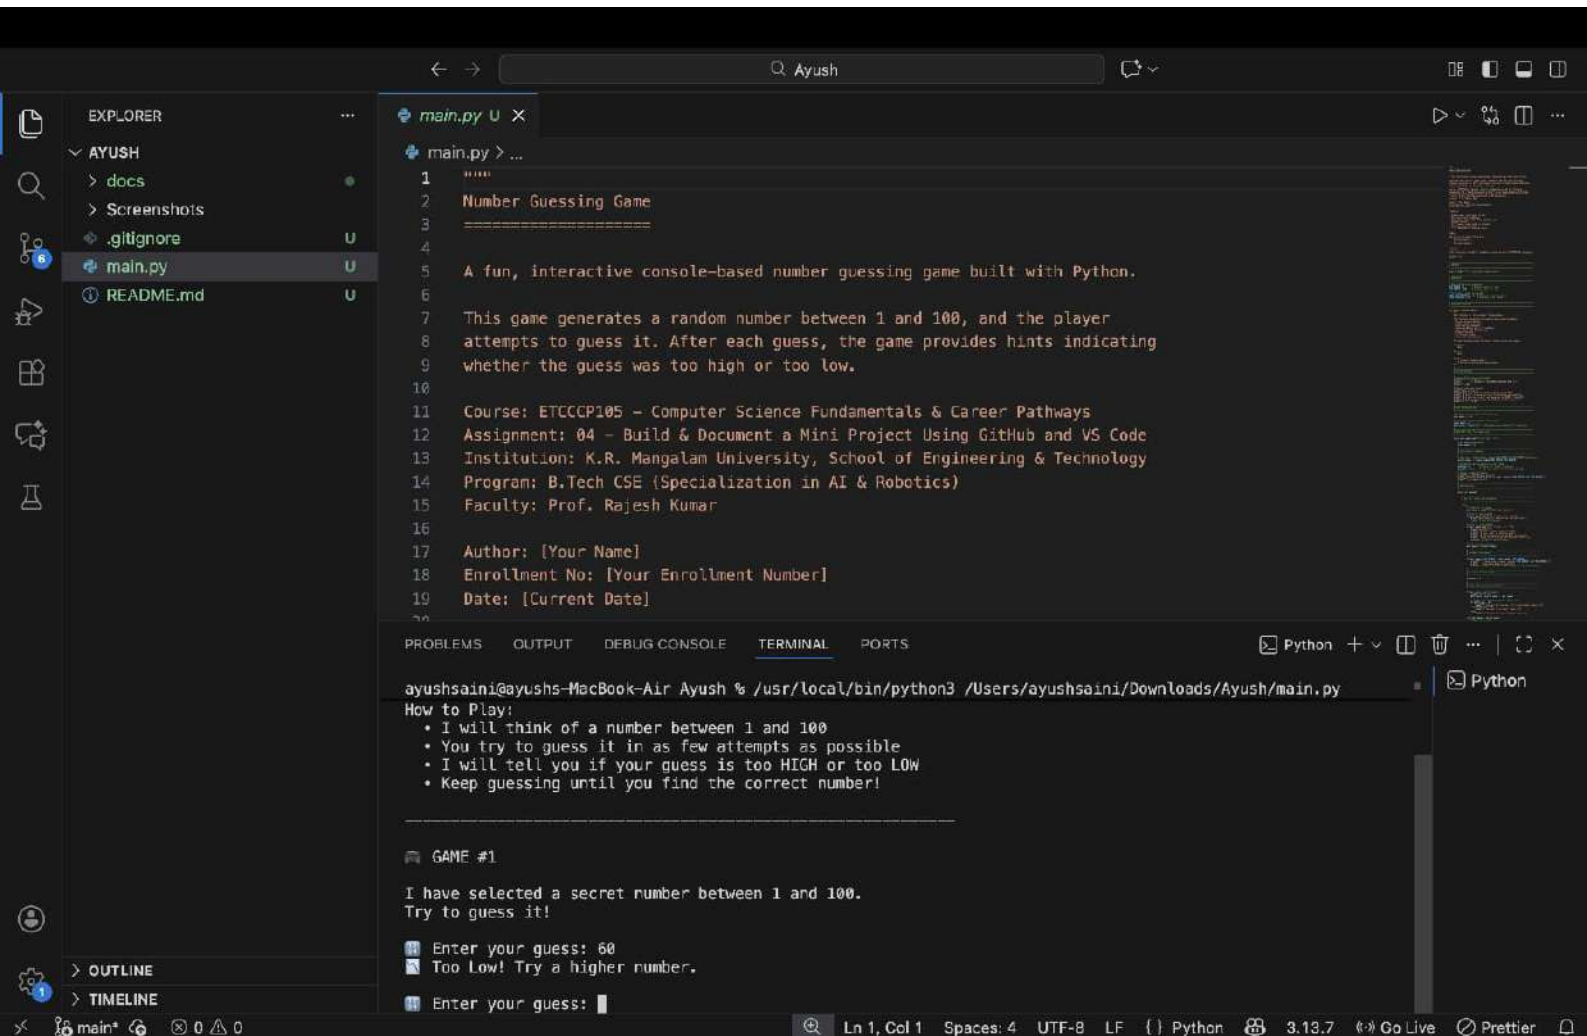 Ayush
EXPLORER
AYUSH
docs
Screenshots
.gitignore U
main.py U
README.md U
OUTLINE
TIMELINE
main.py U
main.py > ...
1 """
2 Number Guessing Game
3 ====================
4
5 A fun, interactive console-based number guessing game built with Python.
6
7 This game generates a random number between 1 and 100, and the player
8 attempts to guess it. After each guess, the game provides hints indicating
9 whether the guess was too high or too low.
10
11 Course: ETCCCP105 - Computer Science Fundamentals & Career Pathways
12 Assignment: 04 - Build & Document a Mini Project Using GitHub and VS Code
13 Institution: K.R. Mangalam University, School of Engineering & Technology
14 Program: B.Tech CSE (Specialization in AI & Robotics)
15 Faculty: Prof. Rajesh Kumar
16
17 Author: [Your Name]
18 Enrollment No: [Your Enrollment Number]
19 Date: [Current Date]
PROBLEMS OUTPUT DEBUG CONSOLE TERMINAL PORTS
Python
Python
ayushsaini@ayushs-MacBook-Air Ayush % /usr/local/bin/python3 /Users/ayushsaini/Downloads/Ayush/main.py
How to Play:
• I will think of a number between 1 and 100
• You try to guess it in as few attempts as possible
• I will tell you if your guess is too HIGH or too LOW
• Keep guessing until you find the correct number!
GAME #1
I have selected a secret number between 1 and 100.
Try to guess it!
Enter your guess: 60
Too Low! Try a higher number.
Enter your guess:
6
1
main* 0 0 Ln 1, Col 1 Spaces: 4 UTF-8 LF {} Python 3.13.7 Go Live Prettier